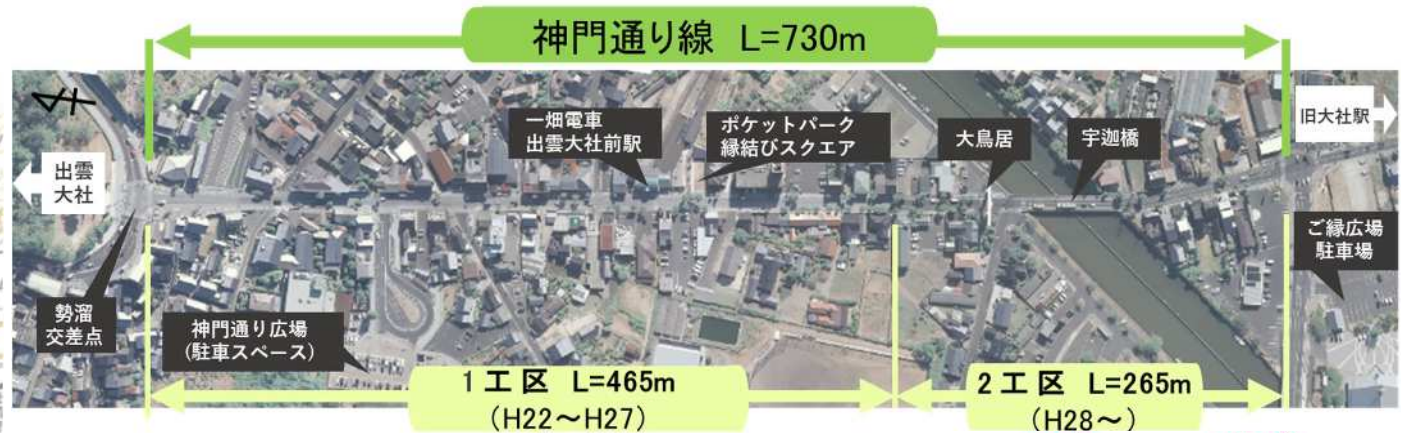 神門通り線 L=730m
出雲
大社
一畑電車
出雲大社前駅
ポケットパーク
縁結びスクエア
大鳥居
宇迦橋
旧大社駅
勢溜
交差点
神門通り広場
(駐車スペース)
ご縁広場
駐車場
1工区 L=465m
(H22～H27)
2工区 L=265m
(H28～)